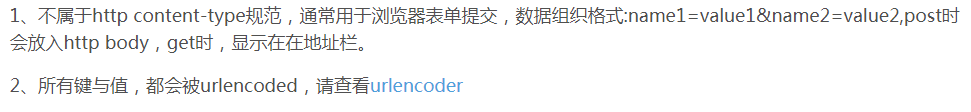 1、不属于http content-type规范，通常用于浏览器表单提交，数据组织格式:name1=value1&name2=value2,post时
会放入http body，get时，显示在在地址栏。
2、所有键与值，都会被urlencoded，请查看urlencoder